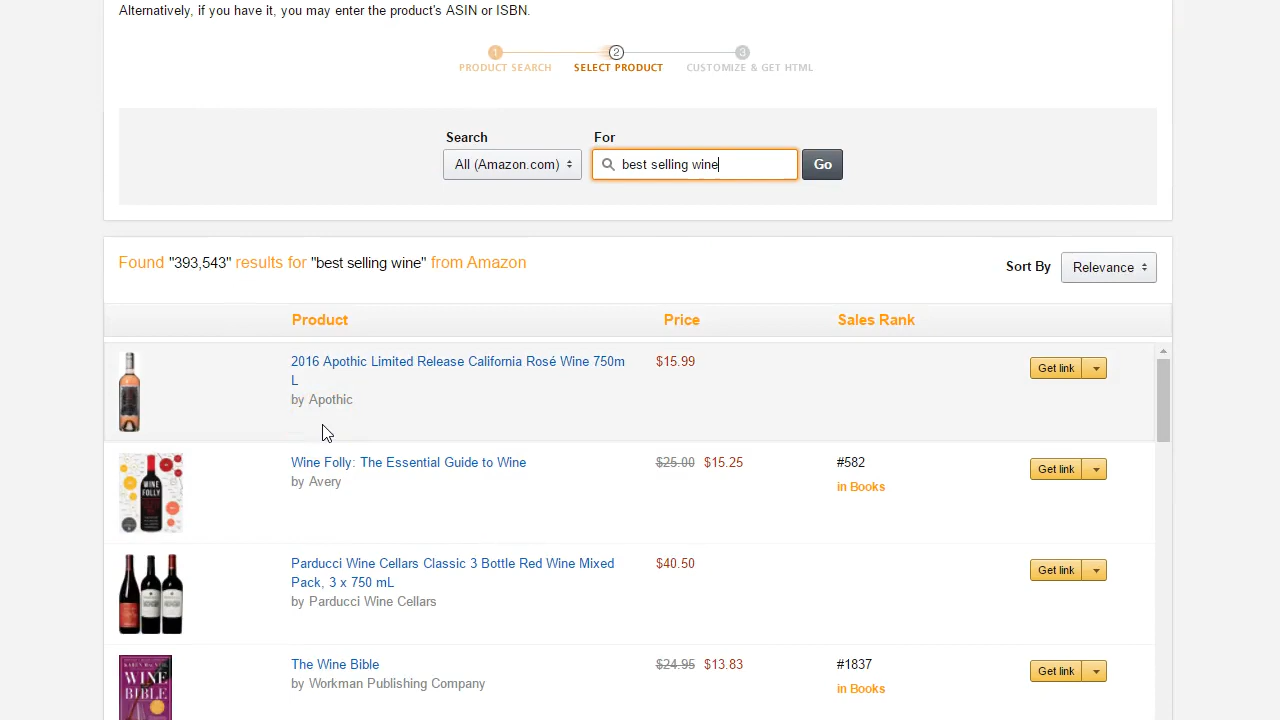 Alternatively, if you have it, you may enter the product's ASIN or ISBN.
1 2 3
PRODUCT SEARCH SELECT PRODUCT CUSTOMIZE & GET HTML
Search For
All (Amazon.com) best selling wine Go
Found "393,543" results for "best selling wine" from Amazon
Sort By Relevance
Product Price Sales Rank
2016 Apothic Limited Release California Rosé Wine 750m $15.99 Get link
L
by Apothic
WINE FOLLY
Wine Folly: The Essential Guide to Wine $25.00 $15.25 #582 Get link
by Avery in Books
Parducci Wine Cellars Classic 3 Bottle Red Wine Mixed $40.50 Get link
Pack, 3 x 750 mL
by Parducci Wine Cellars
WINE
BIBLE
The Wine Bible $24.95 $13.83 #1837 Get link
by Workman Publishing Company in Books